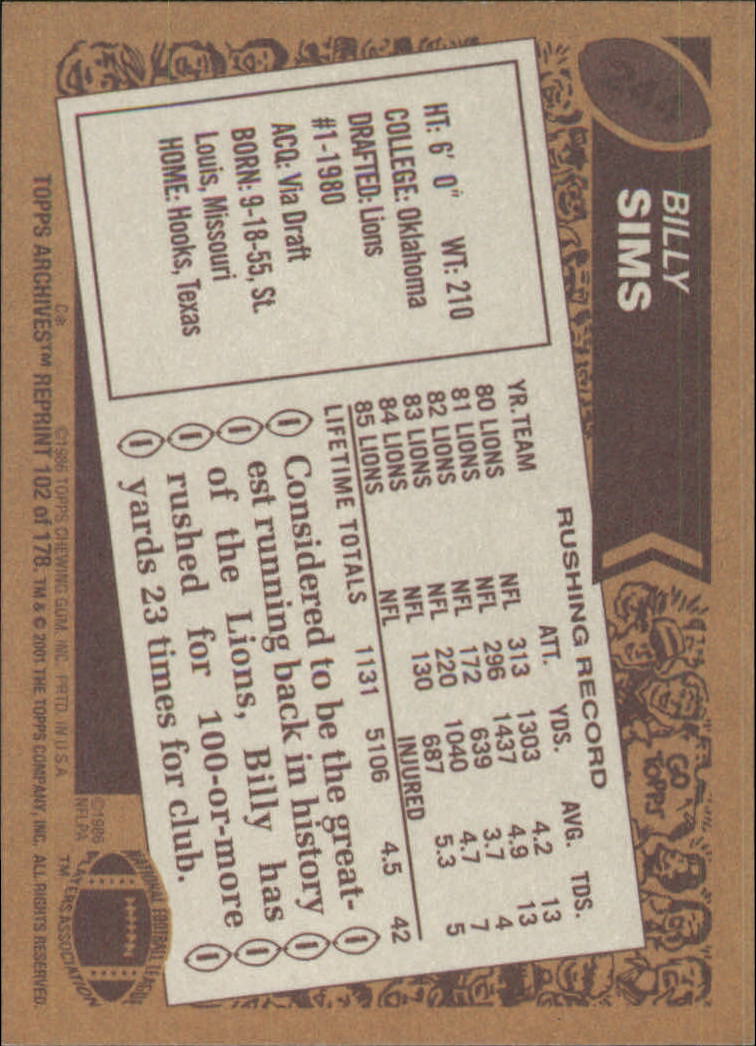 BILLY
SIMS
HT: 6' 0" WT: 210
COLLEGE: Oklahoma
DRAFTED: Lions
#1-1980
ACQ: Via Draft
BORN: 9-18-55, St.
Louis, Missouri
HOME: Hooks, Texas
RUSHING RECORD
YR. TEAM ATT. YDS. AVG. TDS.
80 LIONS NFL 313 1303 4.2 13
81 LIONS NFL 296 1437 4.9 13
82 LIONS NFL 172 639 3.7 4
83 LIONS NFL 220 1040 4.7 7
84 LIONS NFL 130 687 5.3 5
85 LIONS NFL INJURED
LIFETIME TOTALS 1131 5106 4.5 42
Considered to be the great-
est running back in history
of the Lions, Billy has
rushed for 100-or-more
yards 23 times for club.
GO
TOPPS
©1986
NFLPA
NATIONAL FOOTBALL LEAGUE
PLAYERS ASSOCIATION
TM
C* ©1986 TOPPS CHEWING GUM, INC. PRTD. IN U.S.A.
TOPPS ARCHIVES™ REPRINT 102 of 178. TM & © 2001 THE TOPPS COMPANY, INC. ALL RIGHTS RESERVED.